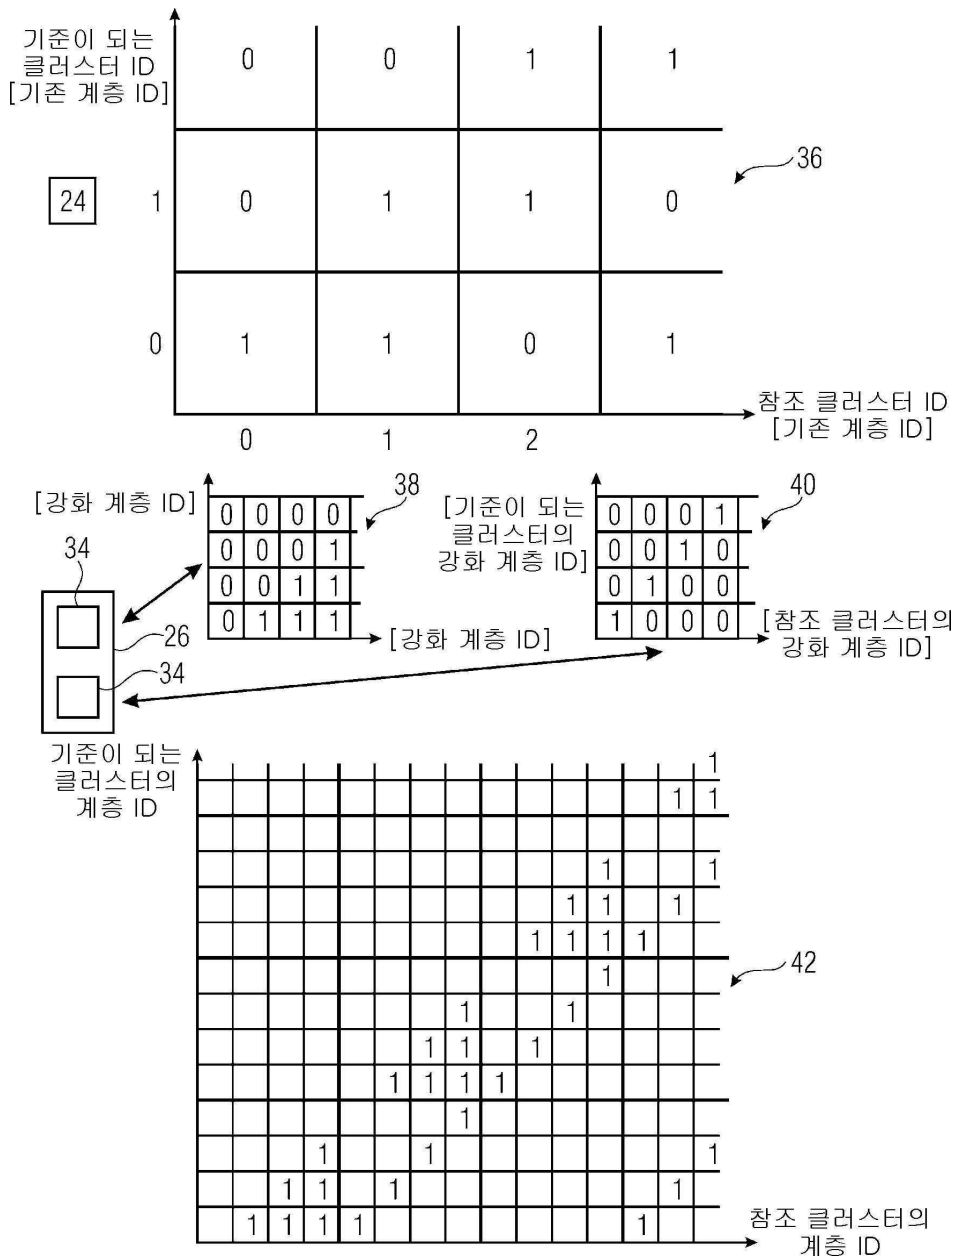 기준이 되는
클러스터 ID
[기존 계층 ID]
0 0 1 1
36
24
1 0 1 1 0
0 1 1 0 1
참조 클러스터 ID
[기존 계층 ID]
0 1 2
[강화 계층 ID]
38
0 0 0 0
0 0 0 1
0 0 1 1
0 1 1 1
[강화 계층 ID]
[기준이 되는
클러스터의
강화 계층 ID]
40
0 0 0 1
0 0 1 0
0 1 0 0
1 0 0 0
[참조 클러스터의
강화 계층 ID]
34
26
34
기준이 되는
클러스터의
계층 ID
1
1 1
1 1
1 1 1
1 1 1 1
1
42
1 1
1 1 1
1 1 1 1
1
1 1 1
1 1 1 1
1 1 1 1 1
참조 클러스터의
계층 ID